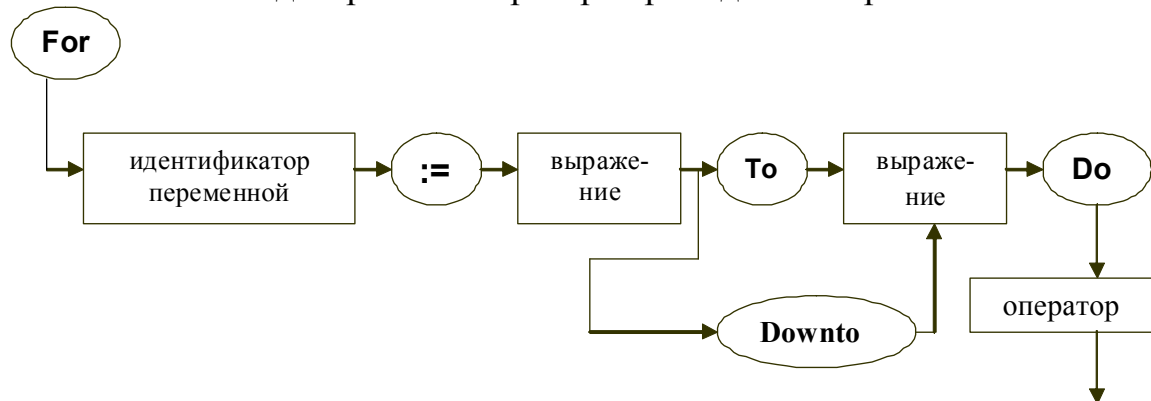 For
идентификатор
переменной
:=
выраже-
ние
To
выраже-
ние
Do
Downto
оператор